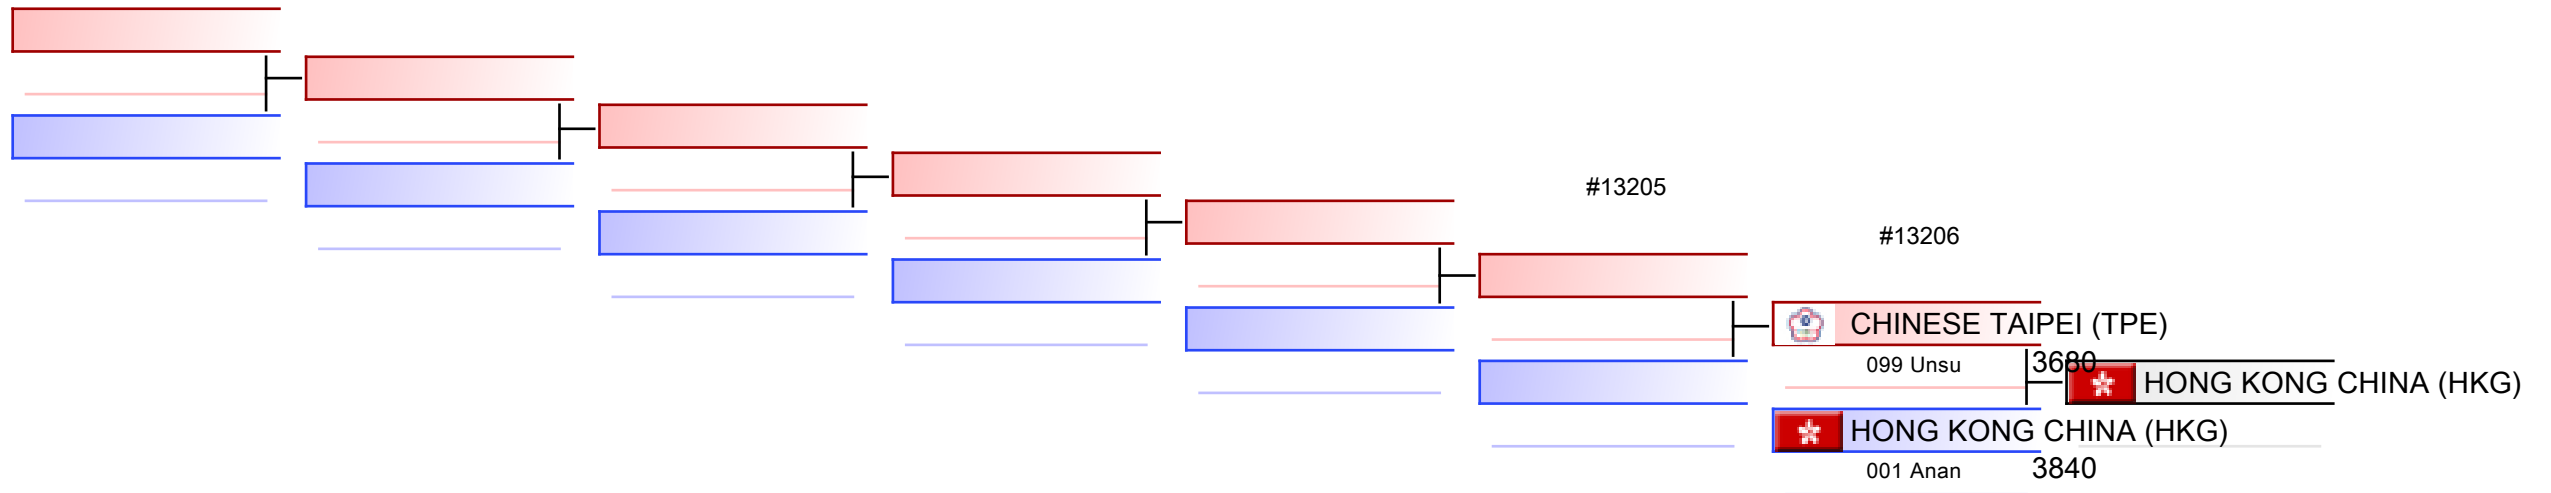 #13205
#13206
CHINESE TAIPEI (TPE)
099 Unsu 3680
HONG KONG CHINA (HKG)
HONG KONG CHINA (HKG)
001 Anan 3840